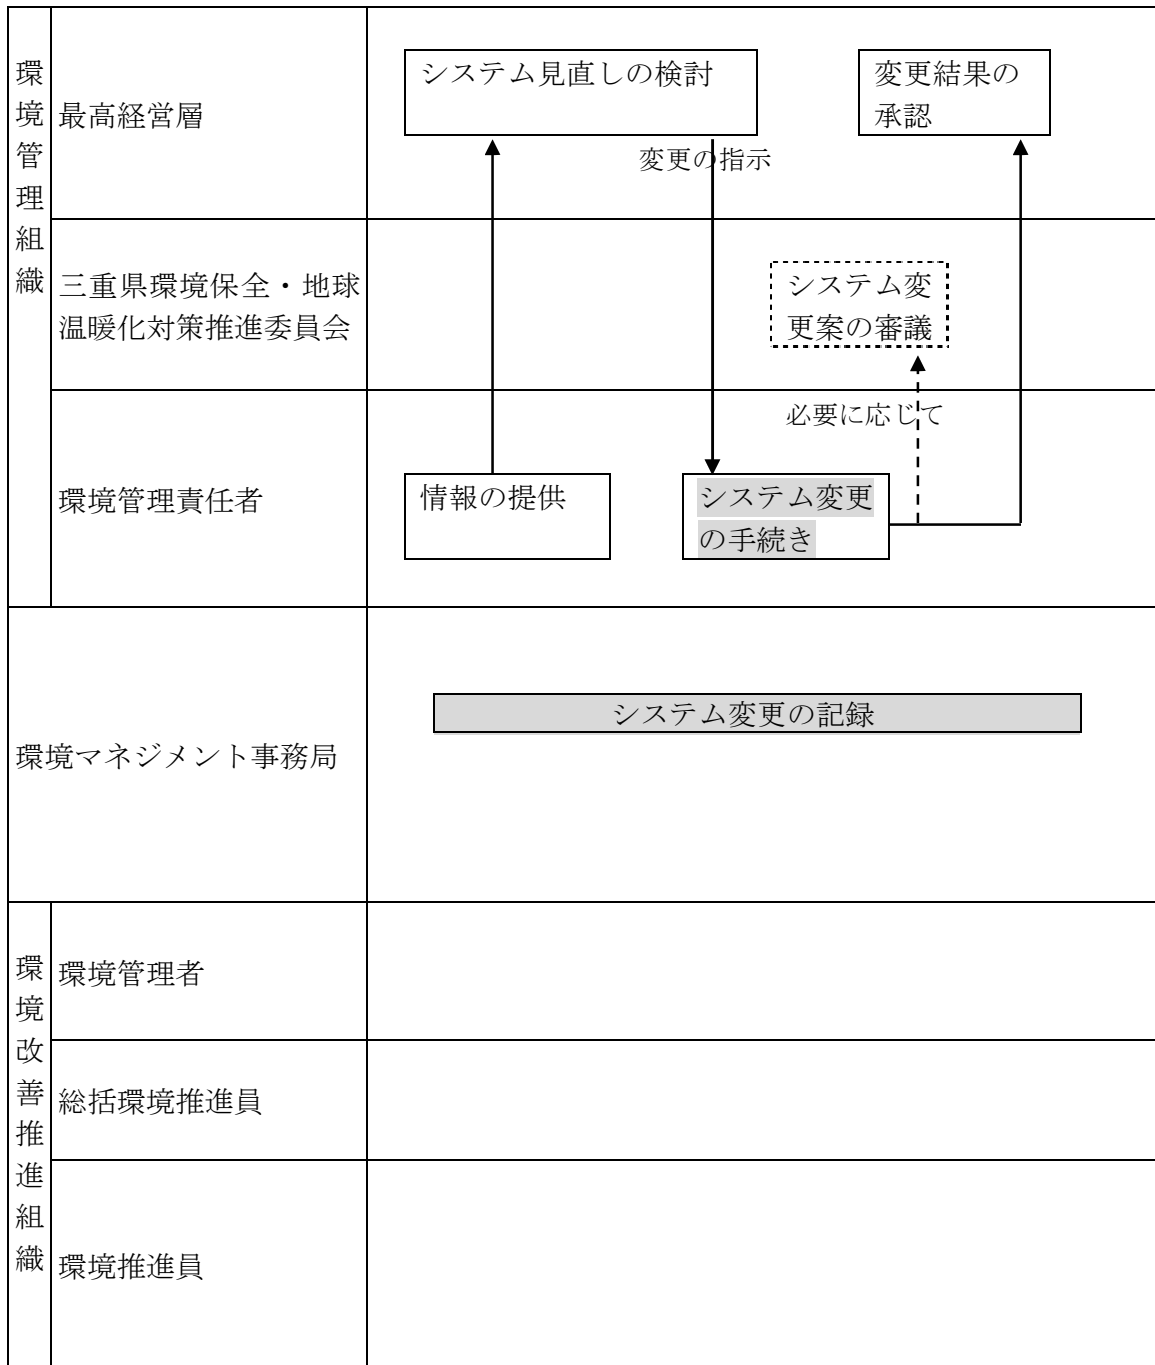 環境管理組織
最高経営層
システム見直しの検討
変更結果の
承認
変更の指示
三重県環境保全・地球
温暖化対策推進委員会
システム変
更案の審議
環境管理責任者
必要に応じて
情報の提供
システム変更
の手続き
環境マネジメント事務局
システム変更の記録
環境改善推進組織
環境管理者
総括環境推進員
環境推進員